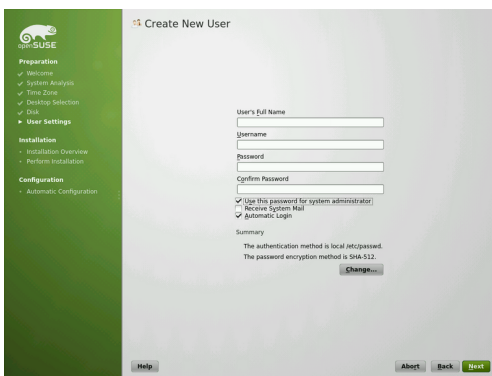 openSUSE
Preparation
Welcome
System Analysis
Time Zone
Desktop Selection
Disk
User Settings
Installation
Installation Overview
Perform Installation
Configuration
Automatic Configuration
Create New User
User's Full Name
Username
Password
Confirm Password
Use this password for system administrator
Receive System Mail
Automatic Login
Summary
The authentication method is local /etc/passwd.
The password encryption method is SHA-512.
Change...
Help
Abort
Back
Next